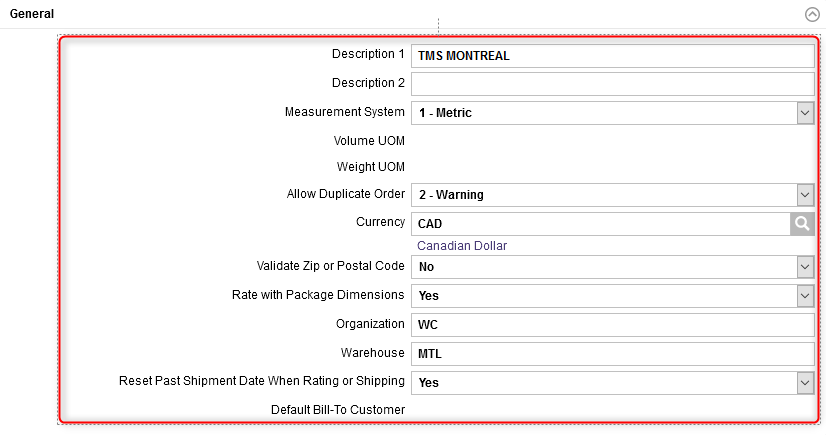 General
Description 1 TMS MONTREAL
Description 2
Measurement System 1 - Metric
Volume UOM
Weight UOM
Allow Duplicate Order 2 - Warning
Currency CAD
Canadian Dollar
Validate Zip or Postal Code No
Rate with Package Dimensions Yes
Organization WC
Warehouse MTL
Reset Past Shipment Date When Rating or Shipping Yes
Default Bill-To Customer